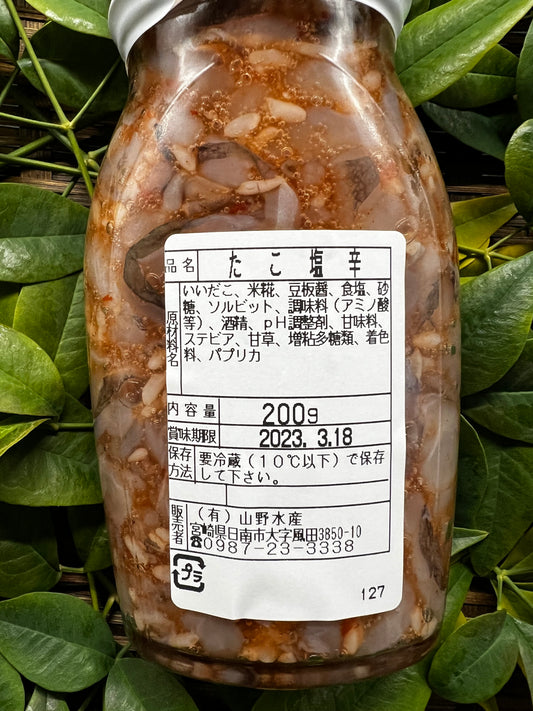 品名 たこ塩辛
原材料名 いいだこ、米糀、豆板醤、食塩、砂
糖、ソルビット、調味料（アミノ酸
等）、酒精、pH調整剤、甘味料、
ステビア、甘草、増粘多糖類、着色
料、パプリカ
内容量 200g
賞味期限 2023. 3.18
保存方法 要冷蔵（10℃以下）で保存
して下さい。
販売者 （有）山野水産
宮崎県日南市大字風田3850-10
☎0987-23-3338
プラ
127